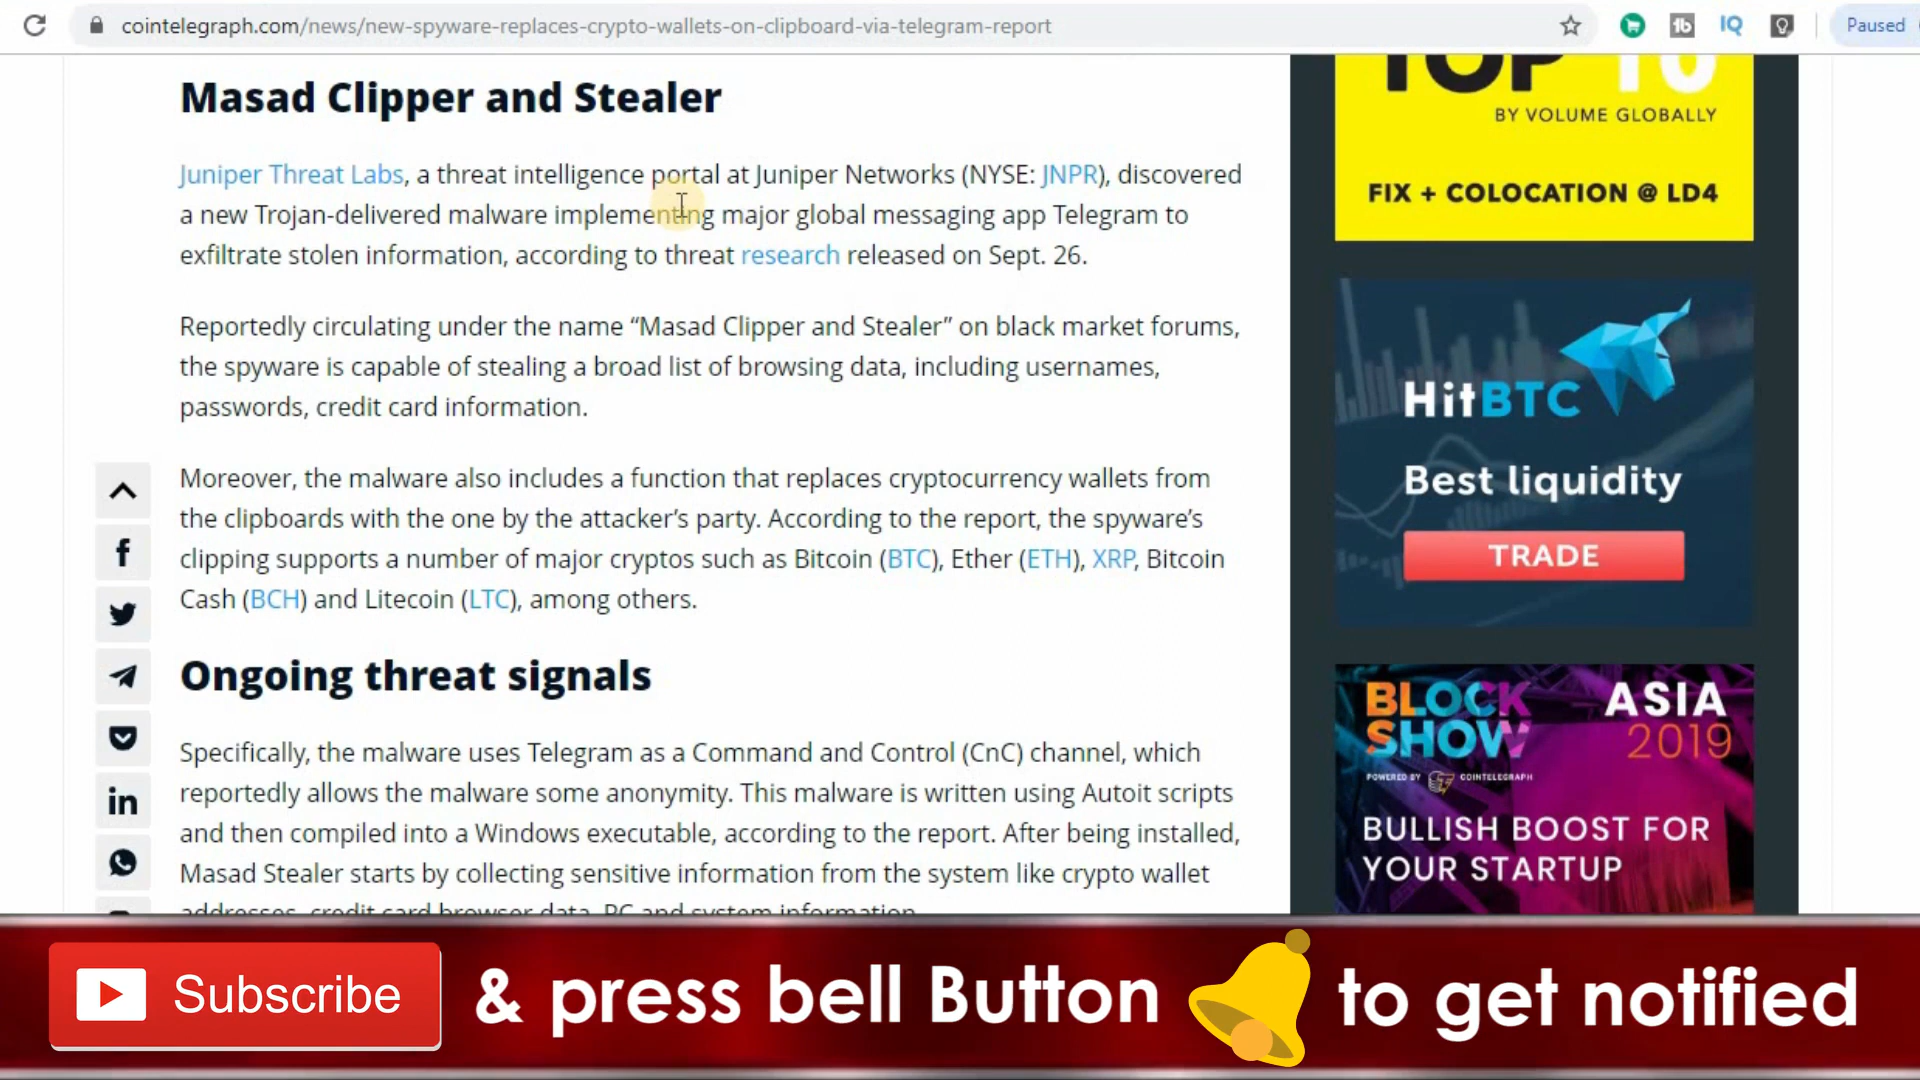 cointelegraph.com/news/new-spyware-replaces-crypto-wallets-on-clipboard-via-telegram-report
Paused
Masad Clipper and Stealer
Juniper Threat Labs, a threat intelligence portal at Juniper Networks (NYSE: JNPR), discovered
a new Trojan-delivered malware implementing major global messaging app Telegram to
exfiltrate stolen information, according to threat research released on Sept. 26.
Reportedly circulating under the name “Masad Clipper and Stealer” on black market forums,
the spyware is capable of stealing a broad list of browsing data, including usernames,
passwords, credit card information.
Moreover, the malware also includes a function that replaces cryptocurrency wallets from
the clipboards with the one by the attacker’s party. According to the report, the spyware’s
clipping supports a number of major cryptos such as Bitcoin (BTC), Ether (ETH), XRP, Bitcoin
Cash (BCH) and Litecoin (LTC), among others.
Ongoing threat signals
Specifically, the malware uses Telegram as a Command and Control (CnC) channel, which
reportedly allows the malware some anonymity. This malware is written using Autoit scripts
and then compiled into a Windows executable, according to the report. After being installed,
Masad Stealer starts by collecting sensitive information from the system like crypto wallet
addresses, credit card browser data, PC and system information.
TOP 10
BY VOLUME GLOBALLY
FIX + COLOCATION @ LD4
HitBTC
Best liquidity
TRADE
BLOCK
SHOW
ASIA
2019
POWERED BY COINTELEGRAPH
BULLISH BOOST FOR
YOUR STARTUP
Subscribe & press bell Button to get notified